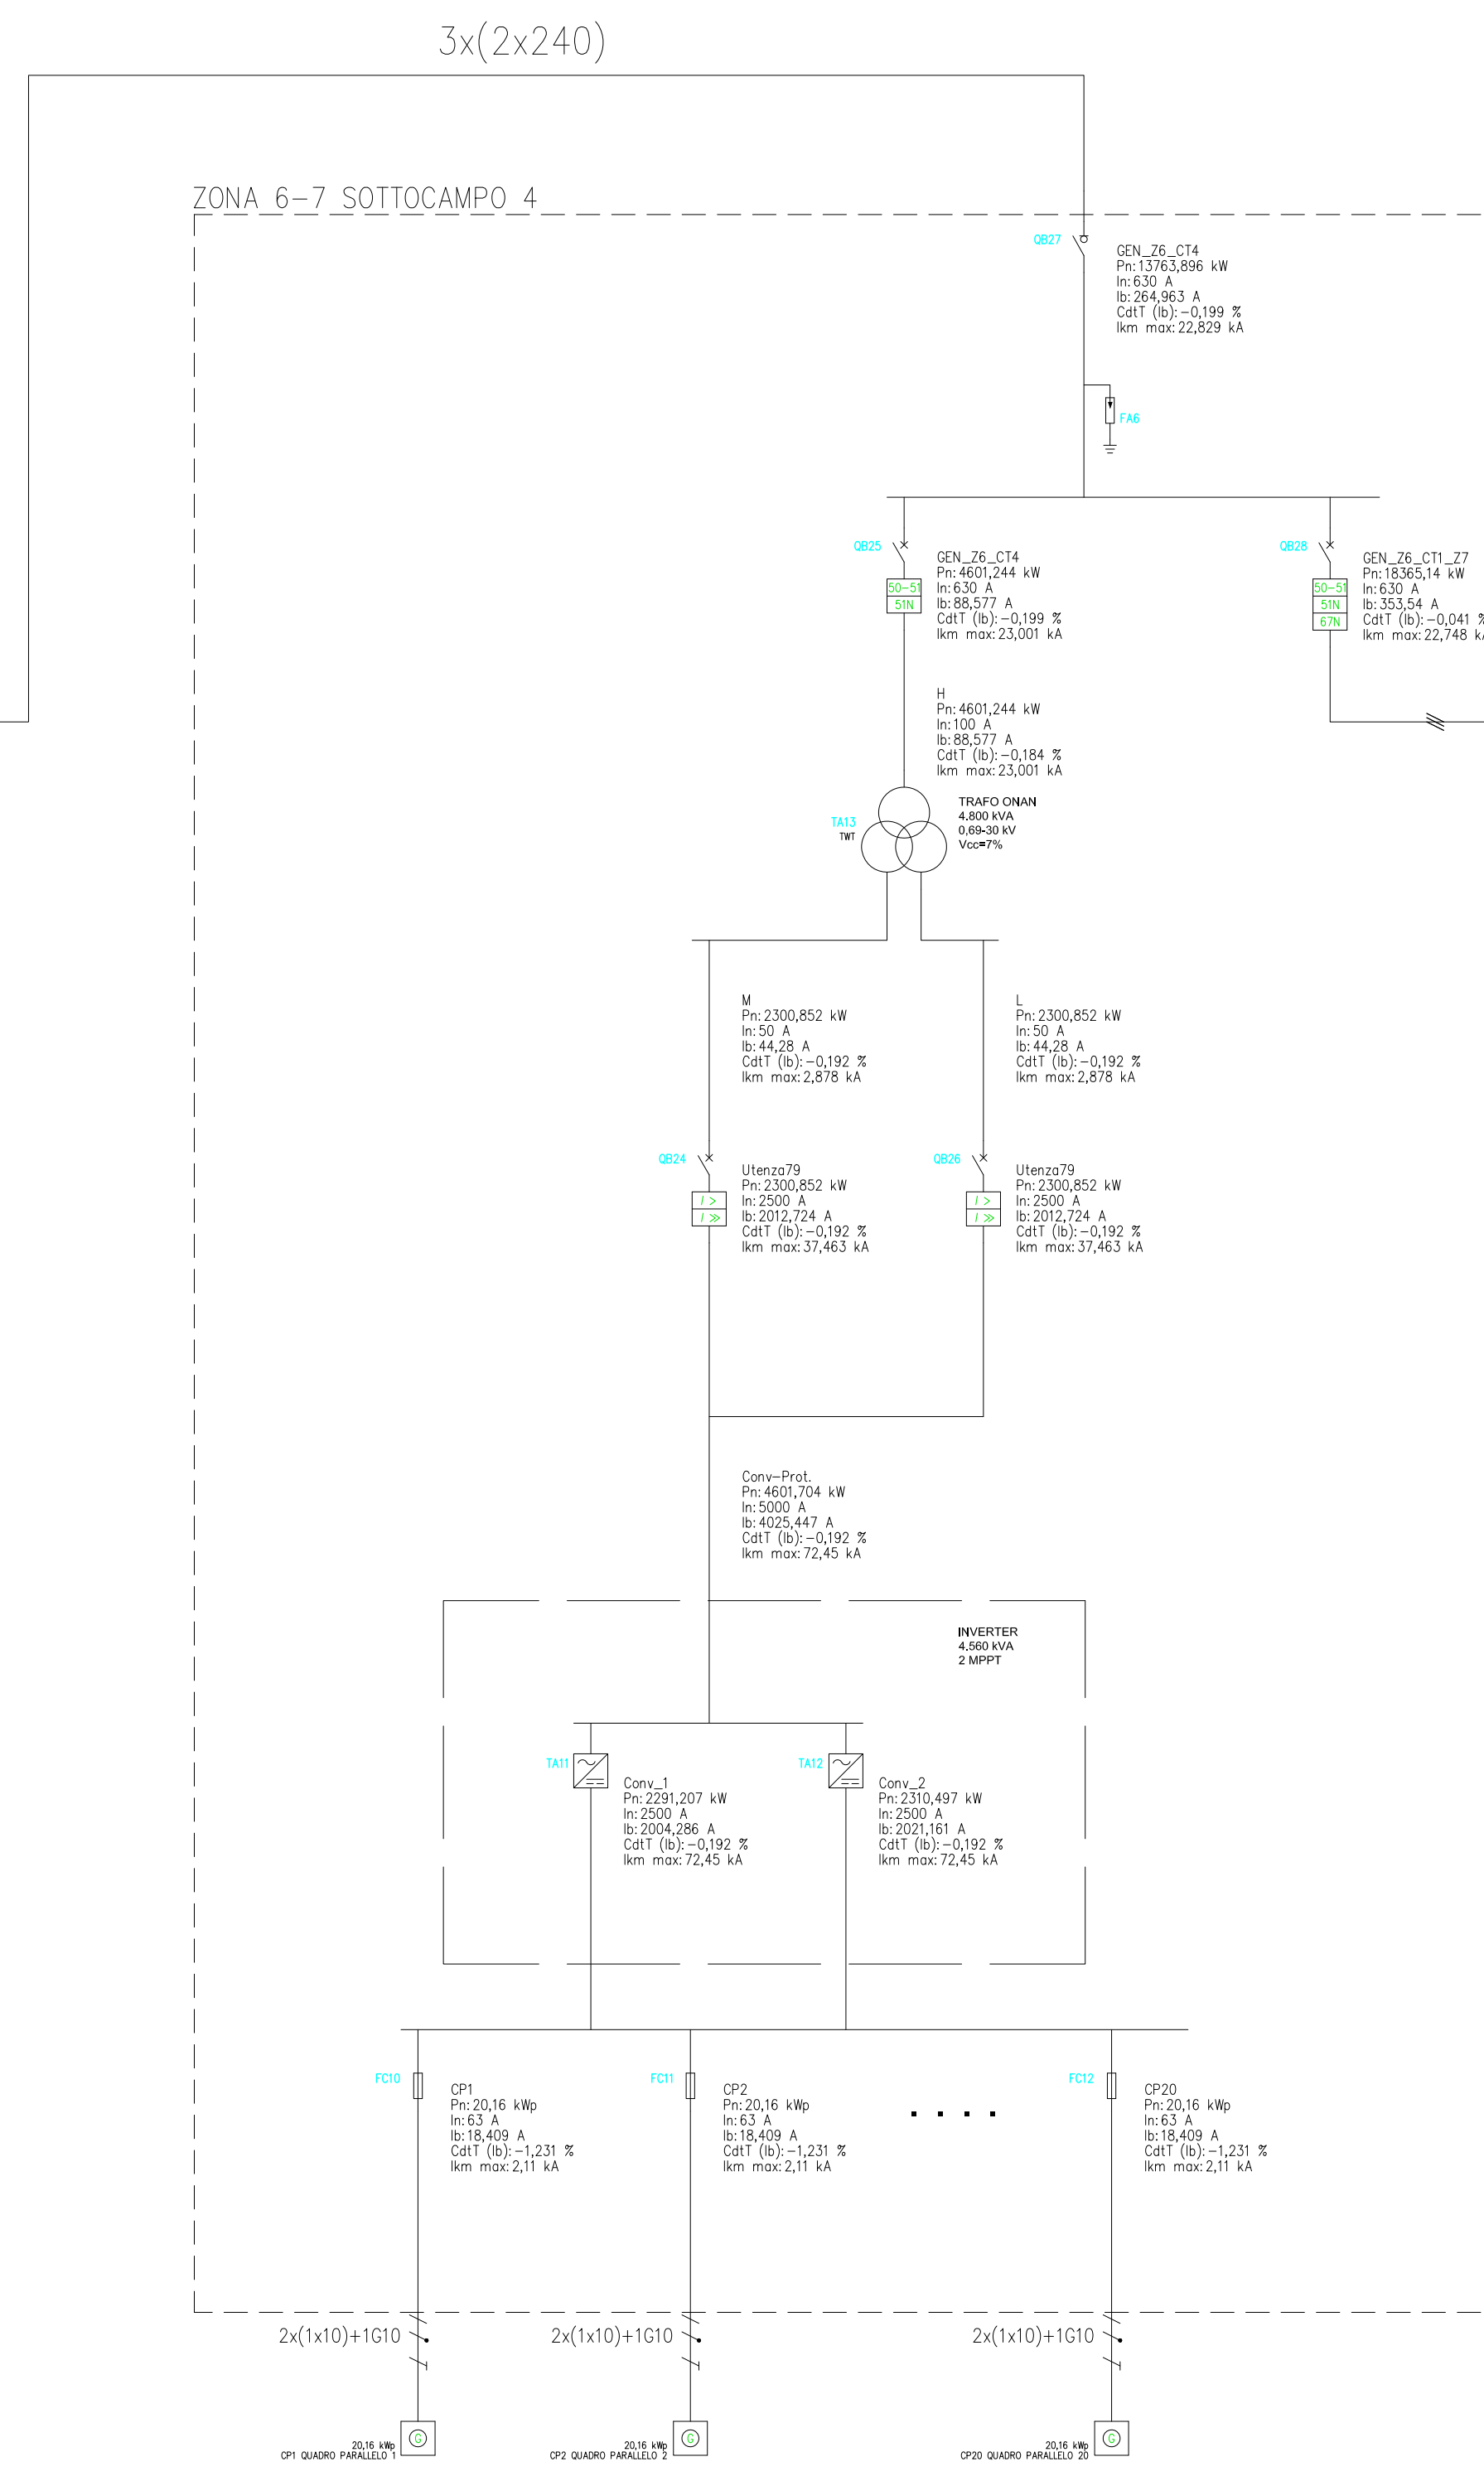 3x(2x240)
ZONA 6-7 SOTTOCAMPO 4
QB27
GEN_Z6_CT4
Pn: 13763,896 kW
In: 630 A
Ib: 264,963 A
CdtT (Ib): -0,199 %
Ikm max: 22,829 kA
FA6
QB25
GEN_Z6_CT4
Pn: 4601,244 kW
In: 630 A
Ib: 88,577 A
CdtT (Ib): -0,199 %
Ikm max: 23,001 kA
50-51
51N
QB28
GEN_Z6_CT1_Z7
Pn: 18365,14 kW
In: 630 A
Ib: 353,54 A
CdtT (Ib): -0,041 %
Ikm max: 22,748 k
50-51
51N
67N
H
Pn: 4601,244 kW
In: 100 A
Ib: 88,577 A
CdtT (Ib): -0,184 %
Ikm max: 23,001 kA
TA13
TWT
TRAFO ONAN
4.800 kVA
0,69-30 kV
Vcc=7%
M
Pn: 2300,852 kW
In: 50 A
Ib: 44,28 A
CdtT (Ib): -0,192 %
Ikm max: 2,878 kA
L
Pn: 2300,852 kW
In: 50 A
Ib: 44,28 A
CdtT (Ib): -0,192 %
Ikm max: 2,878 kA
QB24
I >
I ≫
Utenza79
Pn: 2300,852 kW
In: 2500 A
Ib: 2012,724 A
CdtT (Ib): -0,192 %
Ikm max: 37,463 kA
QB26
I >
I ≫
Utenza79
Pn: 2300,852 kW
In: 2500 A
Ib: 2012,724 A
CdtT (Ib): -0,192 %
Ikm max: 37,463 kA
Conv-Prot.
Pn: 4601,704 kW
In: 5000 A
Ib: 4025,447 A
CdtT (Ib): -0,192 %
Ikm max: 72,45 kA
INVERTER
4.560 kVA
2 MPPT
TA11
Conv_1
Pn: 2291,207 kW
In: 2500 A
Ib: 2004,286 A
CdtT (Ib): -0,192 %
Ikm max: 72,45 kA
TA12
Conv_2
Pn: 2310,497 kW
In: 2500 A
Ib: 2021,161 A
CdtT (Ib): -0,192 %
Ikm max: 72,45 kA
FC10
CP1
Pn: 20,16 kWp
In: 63 A
Ib: 18,409 A
CdtT (Ib): -1,231 %
Ikm max: 2,11 kA
FC11
CP2
Pn: 20,16 kWp
In: 63 A
Ib: 18,409 A
CdtT (Ib): -1,231 %
Ikm max: 2,11 kA
FC12
CP20
Pn: 20,16 kWp
In: 63 A
Ib: 18,409 A
CdtT (Ib): -1,231 %
Ikm max: 2,11 kA
2x(1x10)+1G10
2x(1x10)+1G10
2x(1x10)+1G10
G
20,16 kWp
CP1 QUADRO PARALLELO 1
G
20,16 kWp
CP2 QUADRO PARALLELO 2
G
20,16 kWp
CP20 QUADRO PARALLELO 20